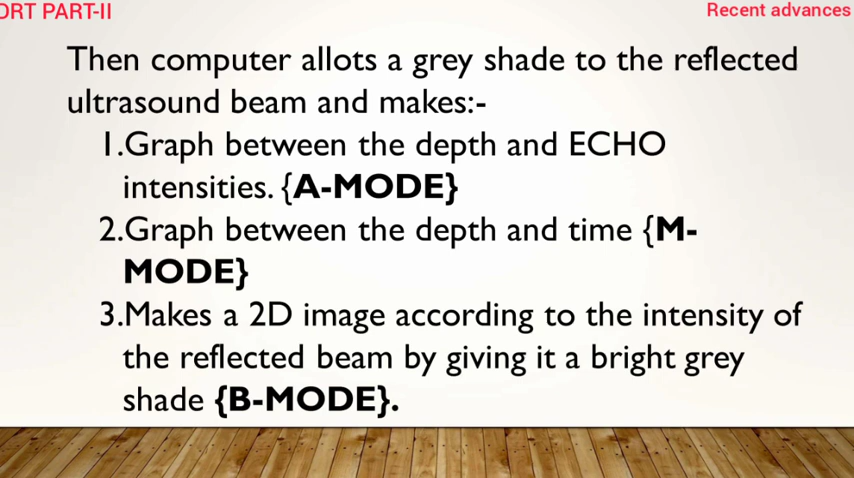 ORT PART-II
Recent advances
Then computer allots a grey shade to the reflected
ultrasound beam and makes:-
1.Graph between the depth and ECHO
intensities. {A-MODE}
2.Graph between the depth and time {M-
MODE}
3.Makes a 2D image according to the intensity of
the reflected beam by giving it a bright grey
shade {B-MODE}.